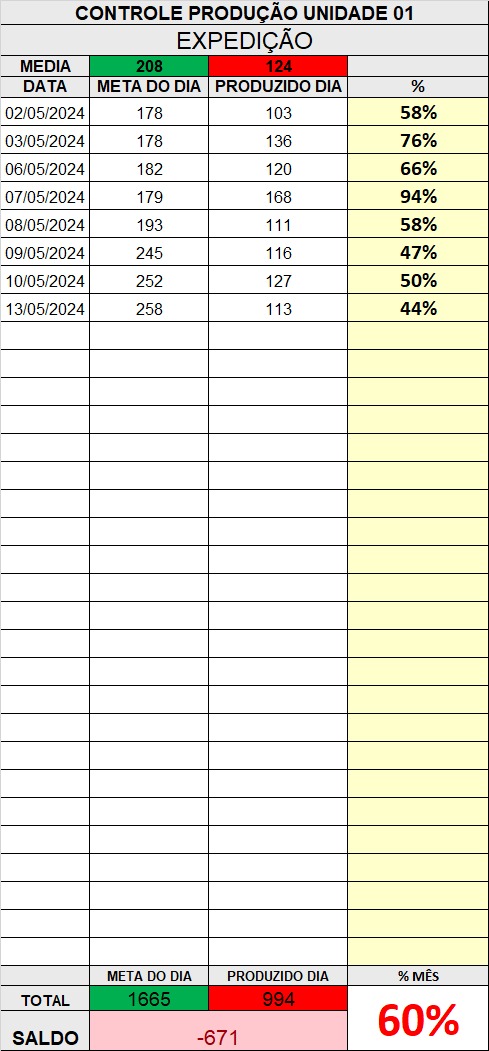 CONTROLE PRODUÇÃO UNIDADE 01
EXPEDIÇÃO
MEDIA 208 124
DATA META DO DIA PRODUZIDO DIA %
02/05/2024 178 103 58%
03/05/2024 178 136 76%
06/05/2024 182 120 66%
07/05/2024 179 168 94%
08/05/2024 193 111 58%
09/05/2024 245 116 47%
10/05/2024 252 127 50%
13/05/2024 258 113 44%
META DO DIA PRODUZIDO DIA % MÊS
TOTAL 1665 994 60%
SALDO -671